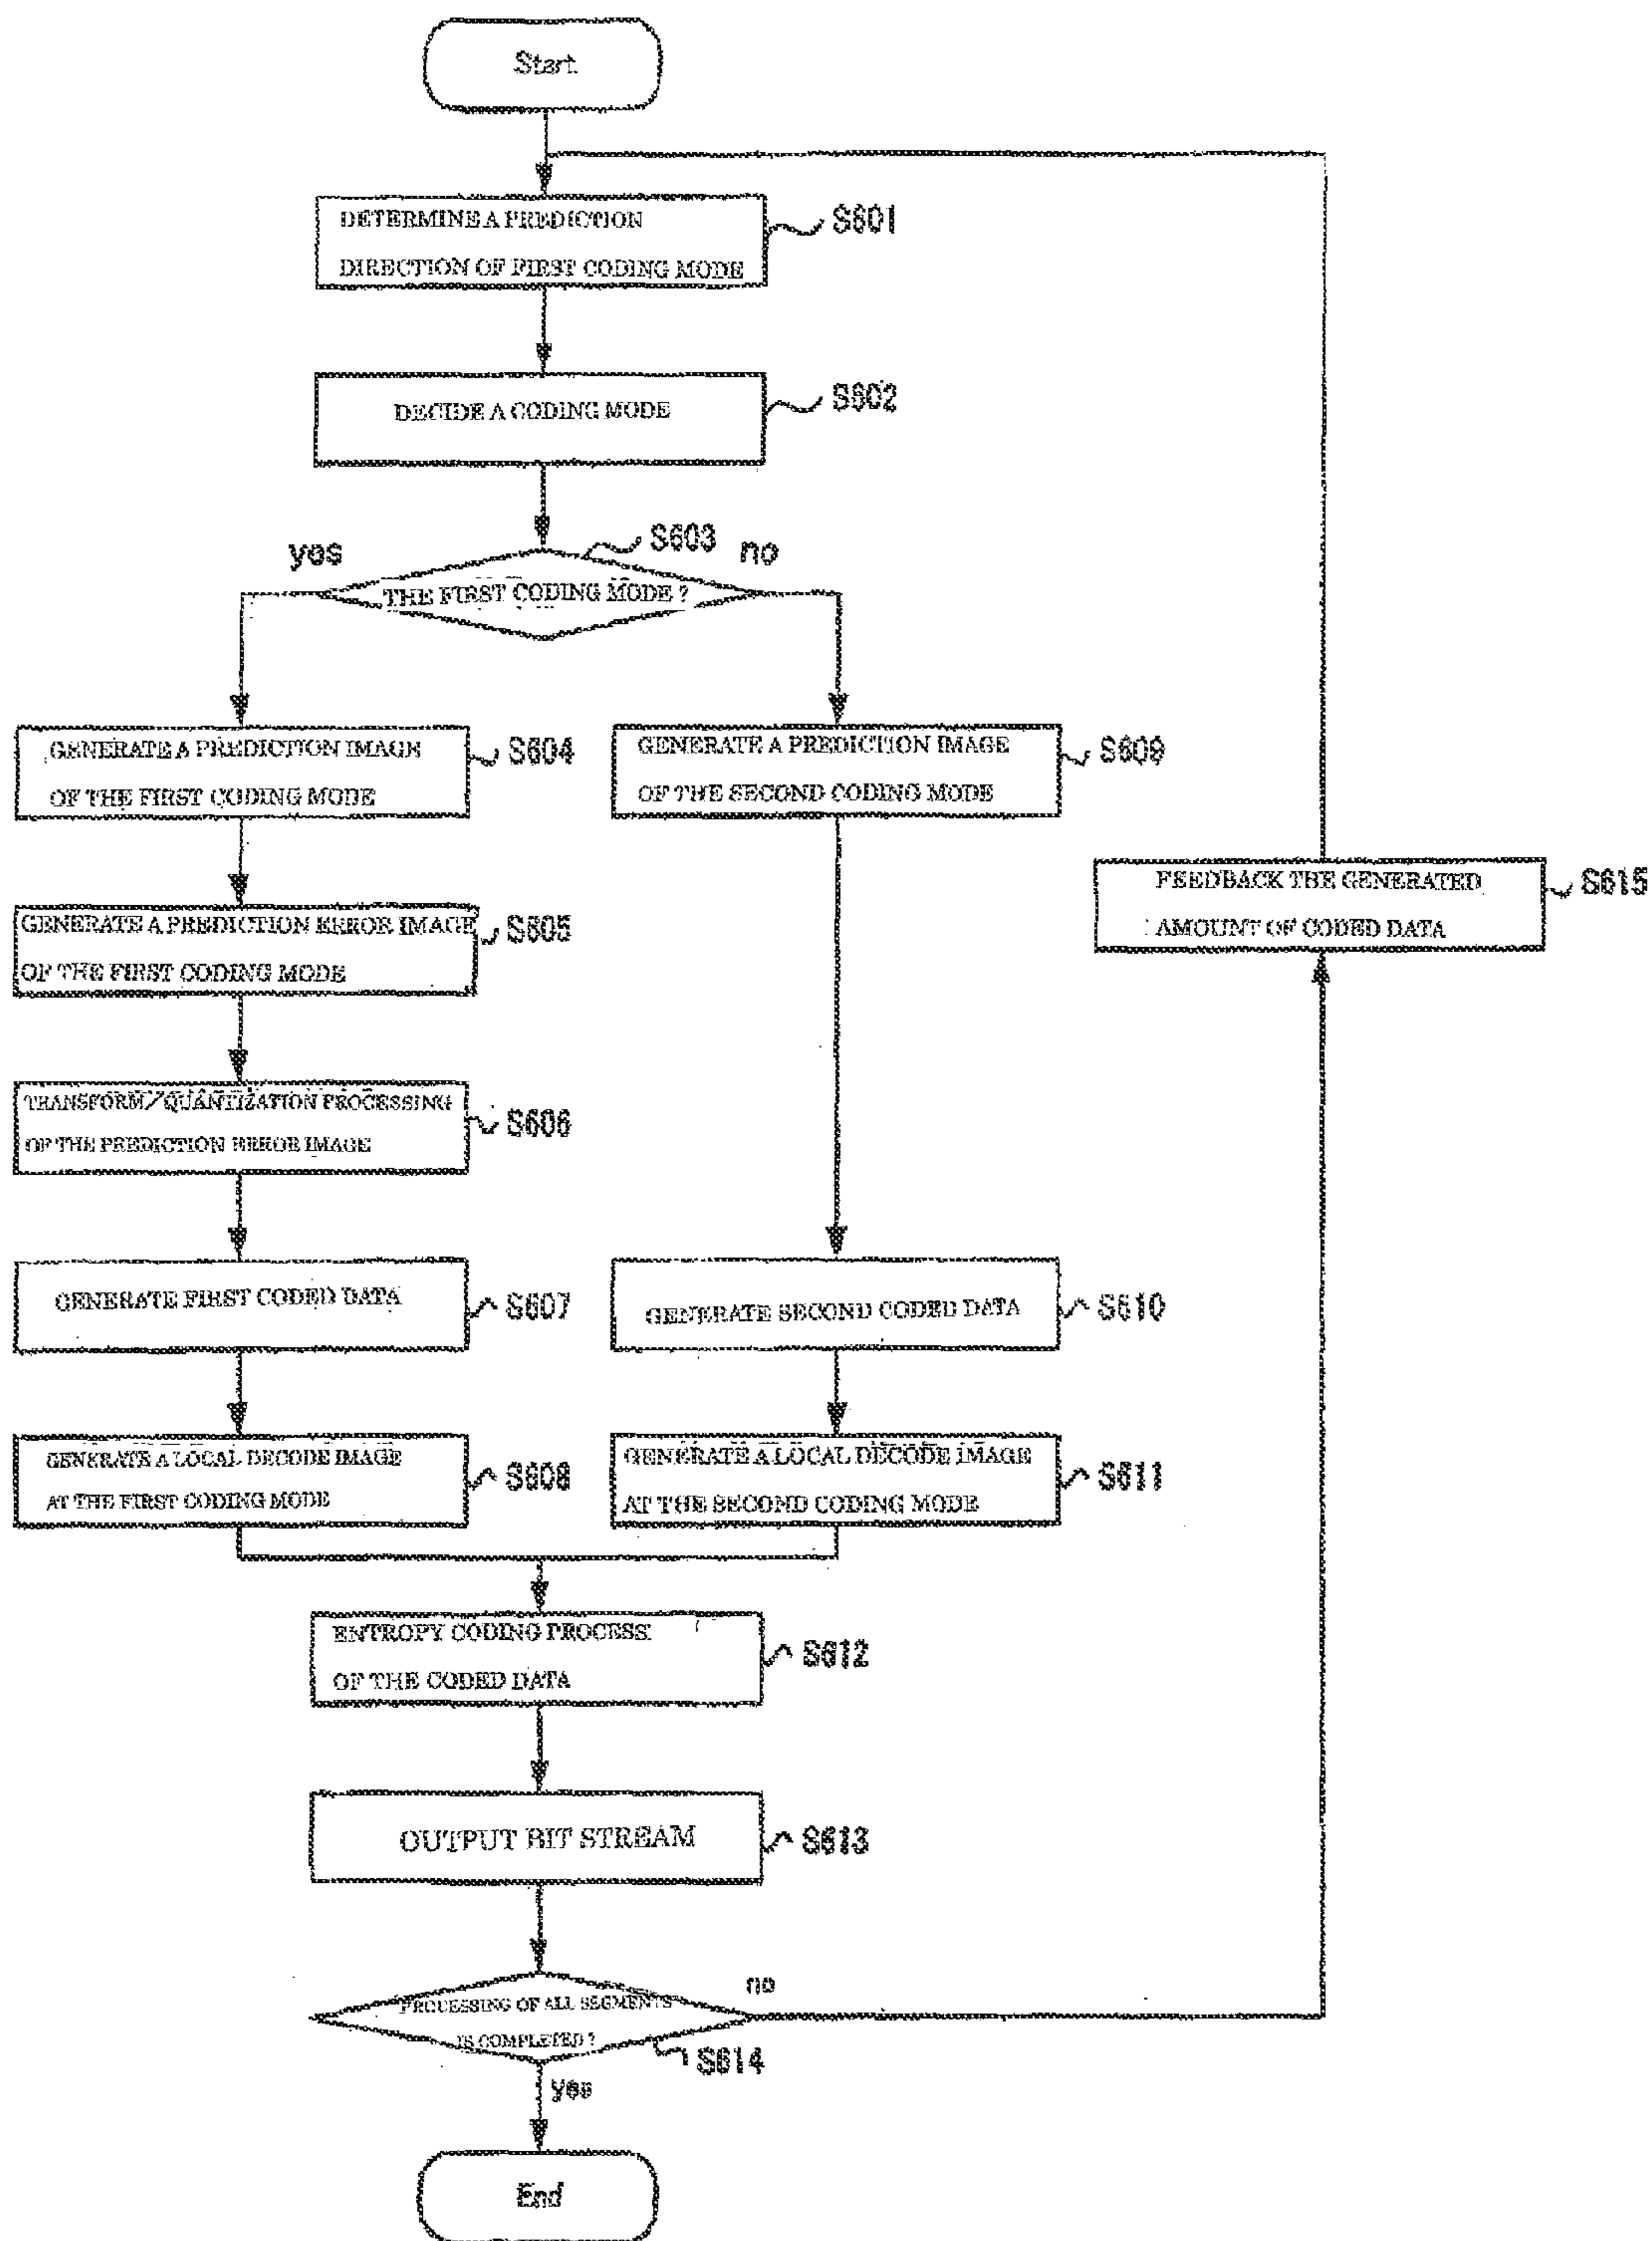 Start
DETERMINE A PREDICTION
DIRECTION OF FIRST CODING MODE
S601
DECIDE A CODING MODE
S602
S603
yes
no
THE FIRST CODING MODE ?
GENERATE A PREDICTION IMAGE
OF THE FIRST CODING MODE
S604
GENERATE A PREDICTION IMAGE
OF THE SECOND CODING MODE
S609
GENERATE A PREDICTION ERROR IMAGE
OF THE FIRST CODING MODE
S605
FEEDBACK THE GENERATED
AMOUNT OF CODED DATA
S615
TRANSFORM/QUANTIZATION PROCESSING
OF THE PREDICTION ERROR IMAGE
S606
GENERATE FIRST CODED DATA
S607
GENERATE SECOND CODED DATA
S610
GENERATE A LOCAL DECODE IMAGE
AT THE FIRST CODING MODE
S608
GENERATE A LOCAL DECODE IMAGE
AT THE SECOND CODING MODE
S611
ENTROPY CODING PROCESS
OF THE CODED DATA
S612
OUTPUT BIT STREAM
S613
PROCESSING OF ALL SEGMENTS
IS COMPLETED ?
no
S614
yes
End